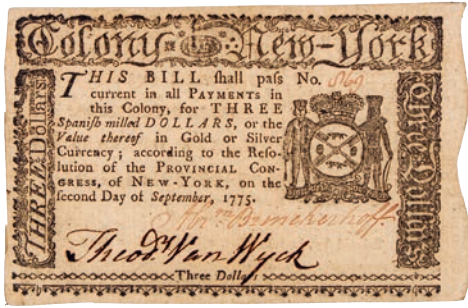 Colony of New-York
THIS BILL shall pass No. 5169
current in all PAYMENTS in
this Colony, for THREE
Spanish milled DOLLARS, or the
Value thereof in Gold or Silver
Currency; according to the Reso-
lution of the PROVINCIAL CON-
GRESS, of NEW-YORK, on the
second Day of September, 1775.
Brinckerhoff
Theodr. Van Wyck
Three Dollars
THREE Dollars
Three Dollars